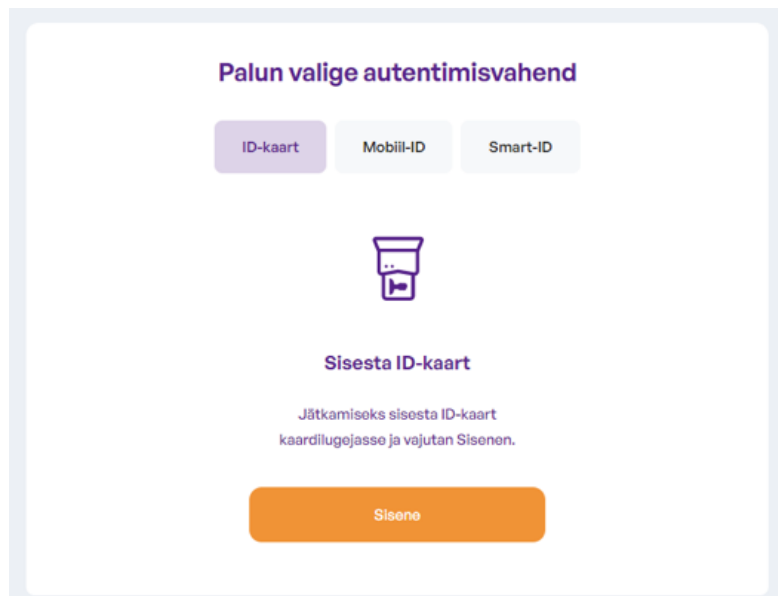 Palun valige autentimisvahend
ID-kaart Mobiil-ID Smart-ID
Sisesta ID-kaart
Jätkamiseks sisesta ID-kaart
kaardilugejasse ja vajutan Sisenen.
Sisene